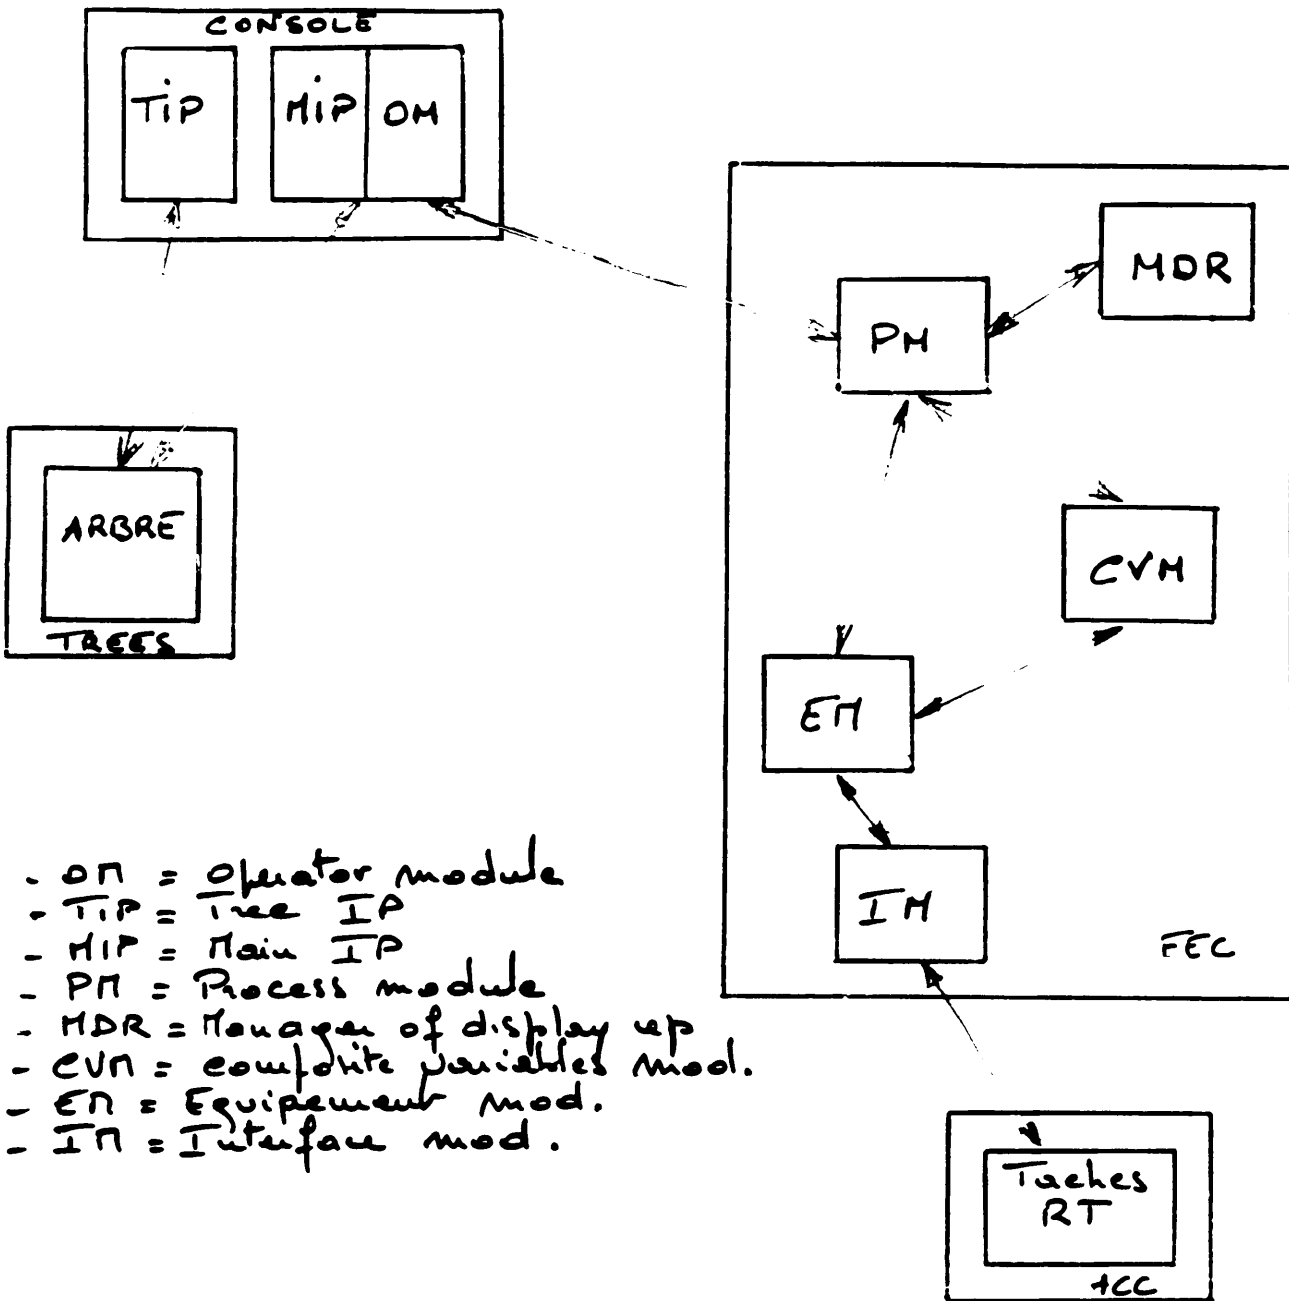 CONSOLE
TiP
MiP
OM
MDR
PM
ARBRE
TREES
CVM
EM
IM
FEC
- OM = Operator module
- TiP = Tree IP
- MIP = Main IP
- PM = Process module
- MDR = Manager of display rep
- CVM = composite variables mod.
- EM = Equipement mod.
- IM = Interface mod.
Taches
RT
ACC